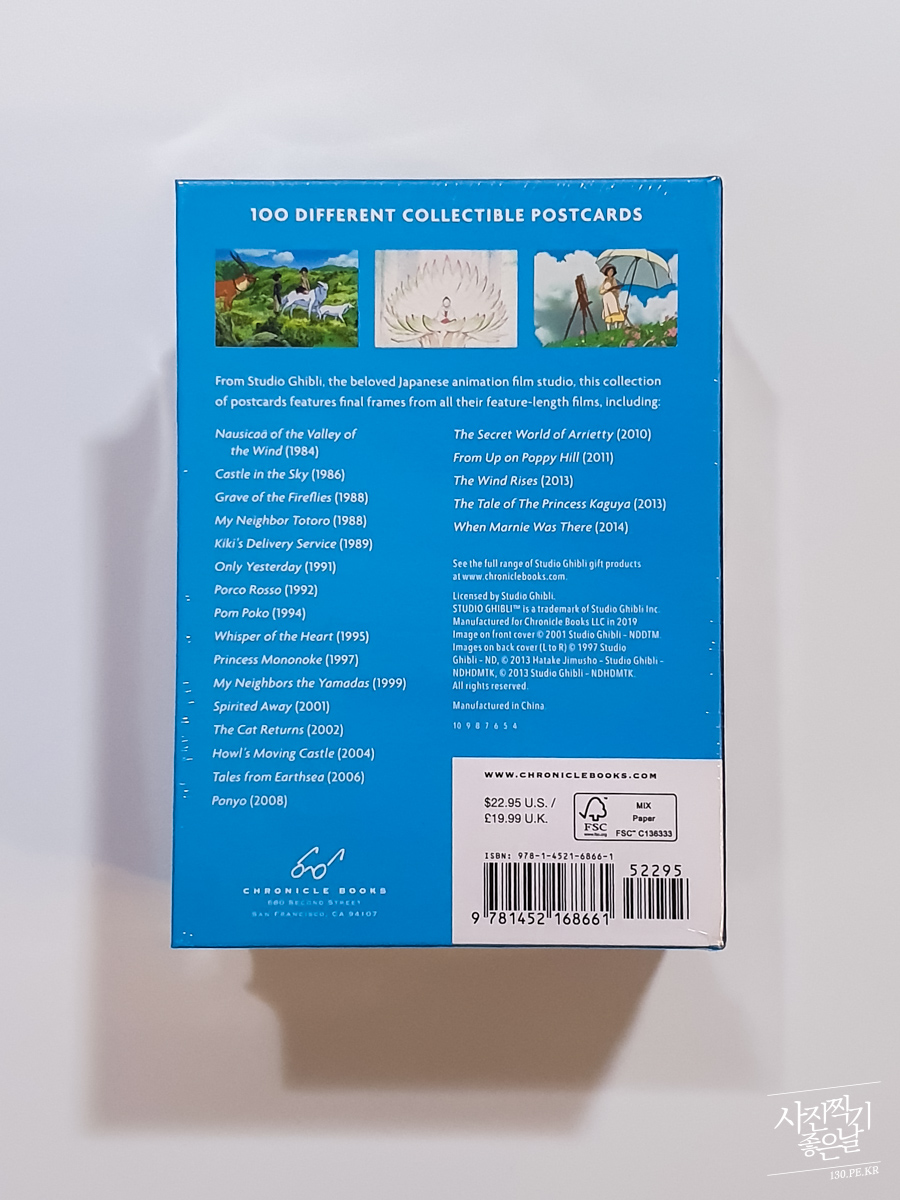 100 DIFFERENT COLLECTIBLE POSTCARDS
From Studio Ghibli, the beloved Japanese animation film studio, this collection
of postcards features final frames from all their feature-length films, including:
Nausicaä of the Valley of
the Wind (1984)
Castle in the Sky (1986)
Grave of the Fireflies (1988)
My Neighbor Totoro (1988)
Kiki's Delivery Service (1989)
Only Yesterday (1991)
Porco Rosso (1992)
Pom Poko (1994)
Whisper of the Heart (1995)
Princess Mononoke (1997)
My Neighbors the Yamadas (1999)
Spirited Away (2001)
The Cat Returns (2002)
Howl's Moving Castle (2004)
Tales from Earthsea (2006)
Ponyo (2008)
The Secret World of Arrietty (2010)
From Up on Poppy Hill (2011)
The Wind Rises (2013)
The Tale of The Princess Kaguya (2013)
When Marnie Was There (2014)
See the full range of Studio Ghibli gift products
at www.chroniclebooks.com.
Licensed by Studio Ghibli.
STUDIO GHIBLI™ is a trademark of Studio Ghibli Inc.
Manufactured for Chronicle Books LLC in 2019
Image on front cover © 2001 Studio Ghibli - NDDTM.
Images on back cover (L to R) © 1997 Studio
Ghibli - ND, © 2013 Hatake Jimusho - Studio Ghibli -
NDHDMTK, © 2013 Studio Ghibli - NDHDMTK.
All rights reserved.
Manufactured in China.
10 9 8 7 6 5 4
CHRONICLE BOOKS
680 SECOND STREET
SAN FRANCISCO, CA 94107
WWW.CHRONICLEBOOKS.COM
$22.95 U.S. /
£19.99 U.K.
FSC
www.fsc.org
MIX
Paper
FSC™ C136333
ISBN: 978-1-4521-6866-1
52295
9 781452 168661
사진찍기
좋은날
130.PE.KR